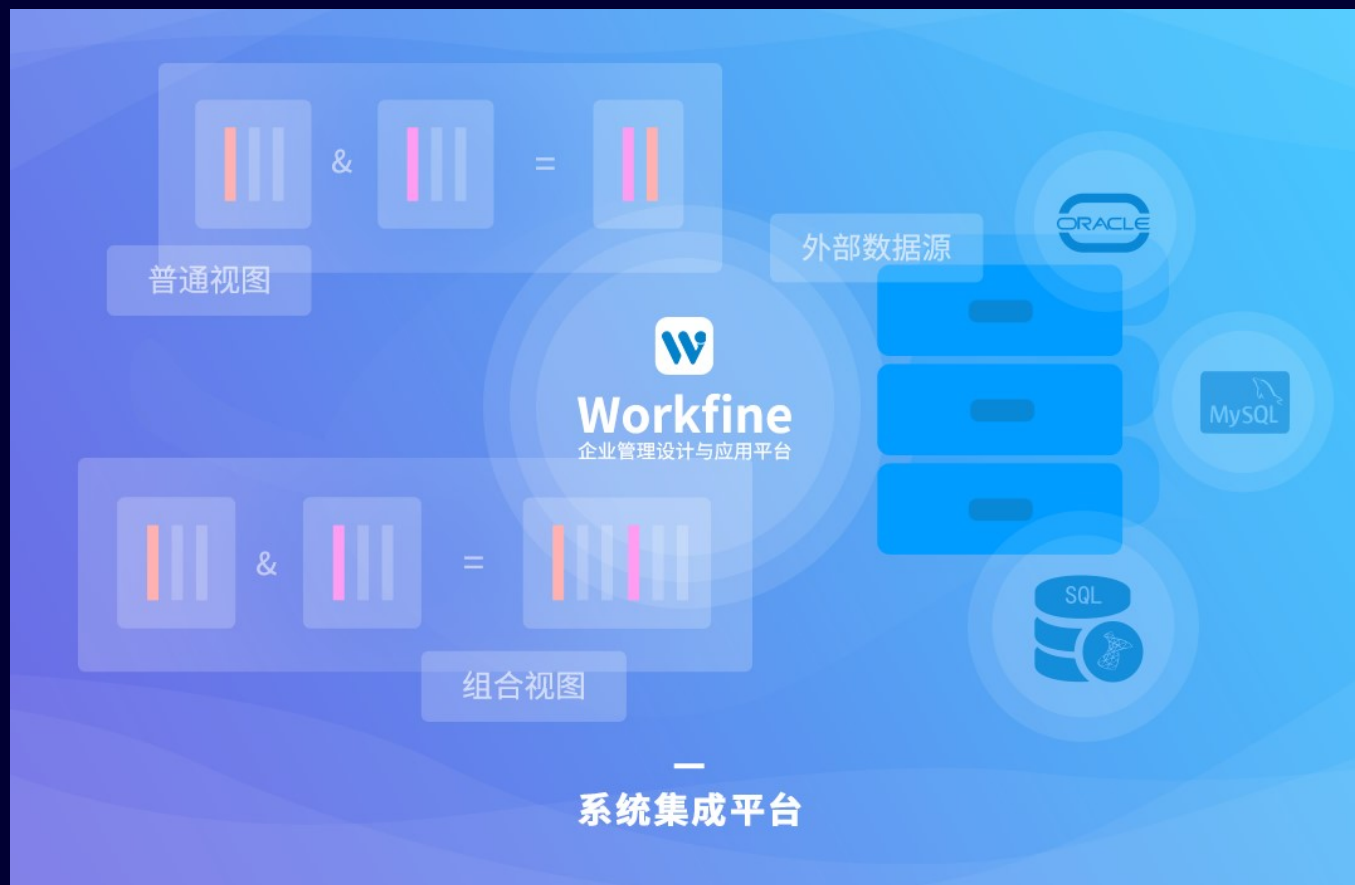 &
=
普通视图
外部数据源
ORACLE
MySQL
Workfine
企业管理设计与应用平台
&
=
组合视图
SQL
系统集成平台